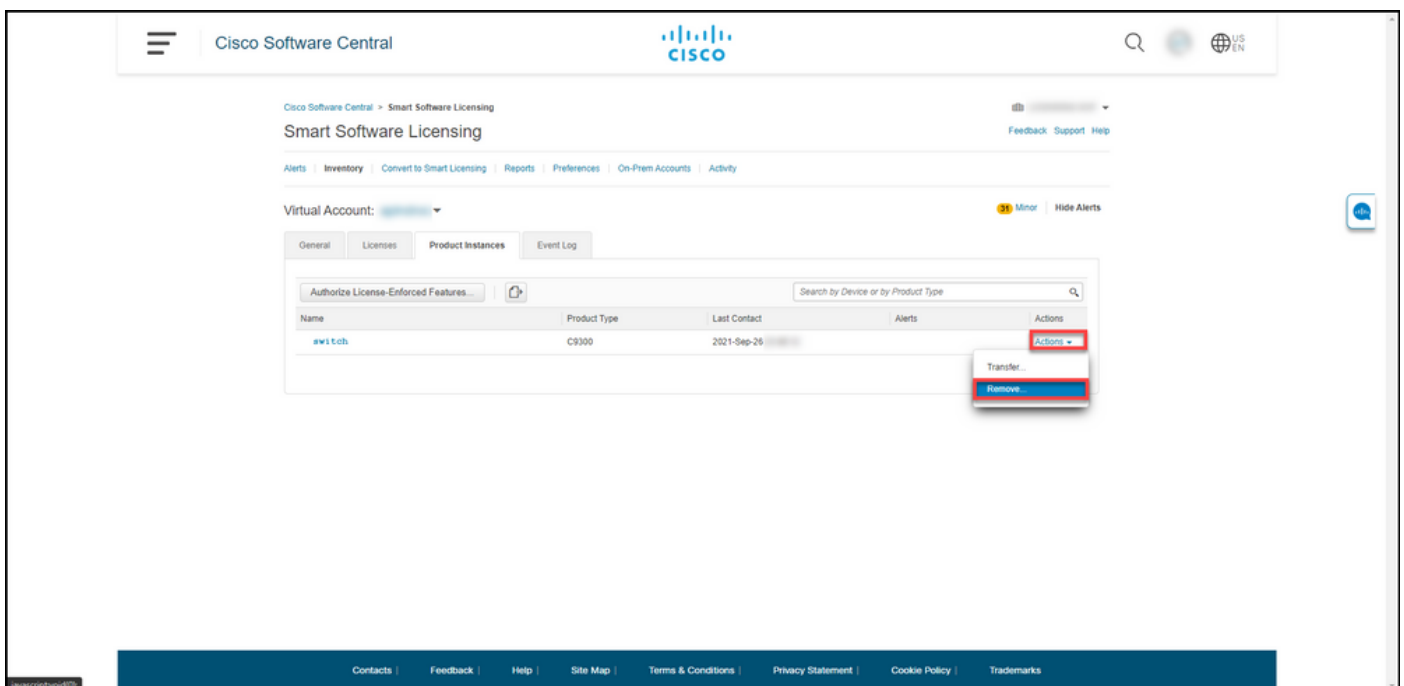 Cisco Software Central
CISCO
US
EN
Cisco Software Central > Smart Software Licensing
Smart Software Licensing
Feedback Support Help
Alerts | Inventory | Convert to Smart Licensing | Reports | Preferences | On-Prem Accounts | Activity
Virtual Account:
31 Minor | Hide Alerts
General Licenses Product Instances Event Log
Authorize License-Enforced Features...
Search by Device or by Product Type
Name Product Type Last Contact Alerts Actions
switch C9300 2021-Sep-26 Actions
Transfer...
Remove...
Contacts | Feedback | Help | Site Map | Terms & Conditions | Privacy Statement | Cookie Policy | Trademarks